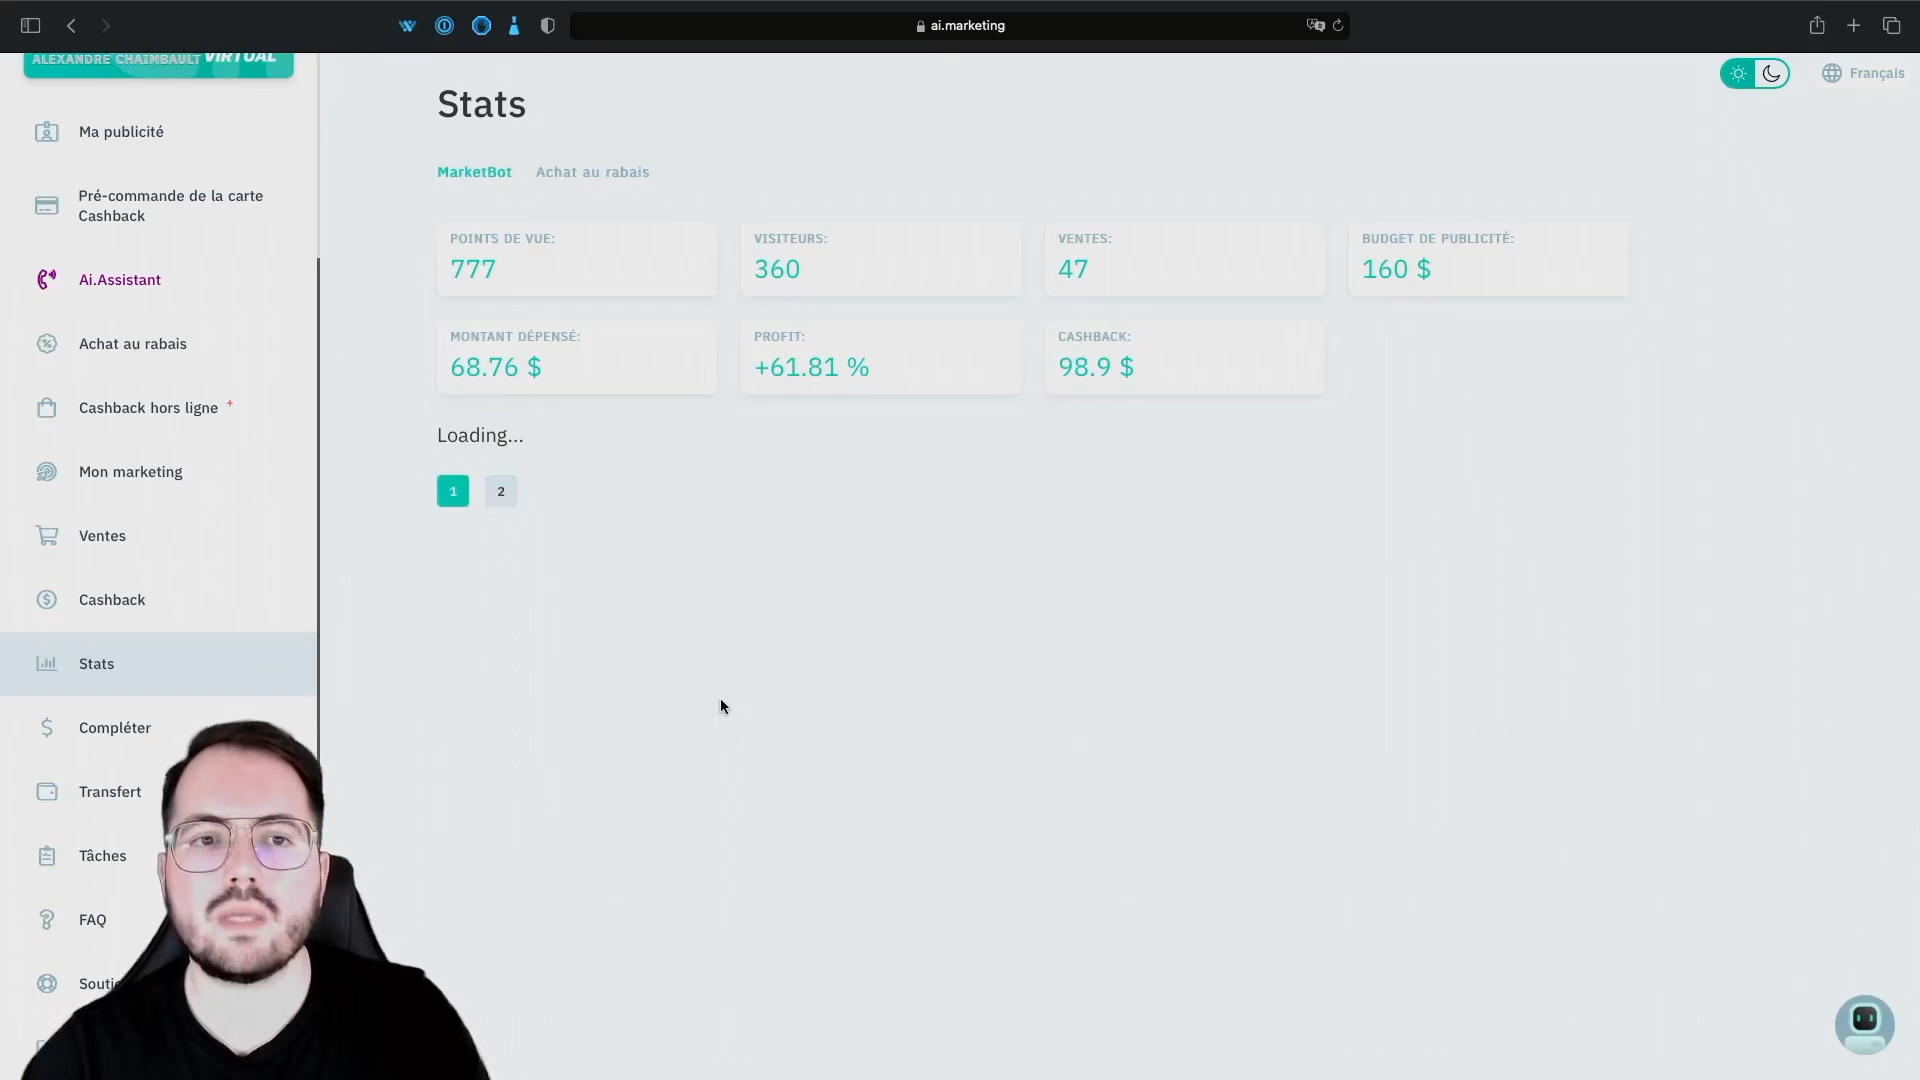 ai.marketing
ALEXANDRE CHAIMBAULT VIRTUAL
Français
Stats
MarketBot Achat au rabais
Ma publicité
Pré-commande de la carte
Cashback
Ai.Assistant
Achat au rabais
Cashback hors ligne +
Mon marketing
Ventes
Cashback
Stats
Compléter
Transfert
Tâches
FAQ
POINTS DE VUE:
777
VISITEURS:
360
VENTES:
47
BUDGET DE PUBLICITÉ:
160 $
MONTANT DÉPENSÉ:
68.76 $
PROFIT:
+61.81 %
CASHBACK:
98.9 $
Loading...
1 2